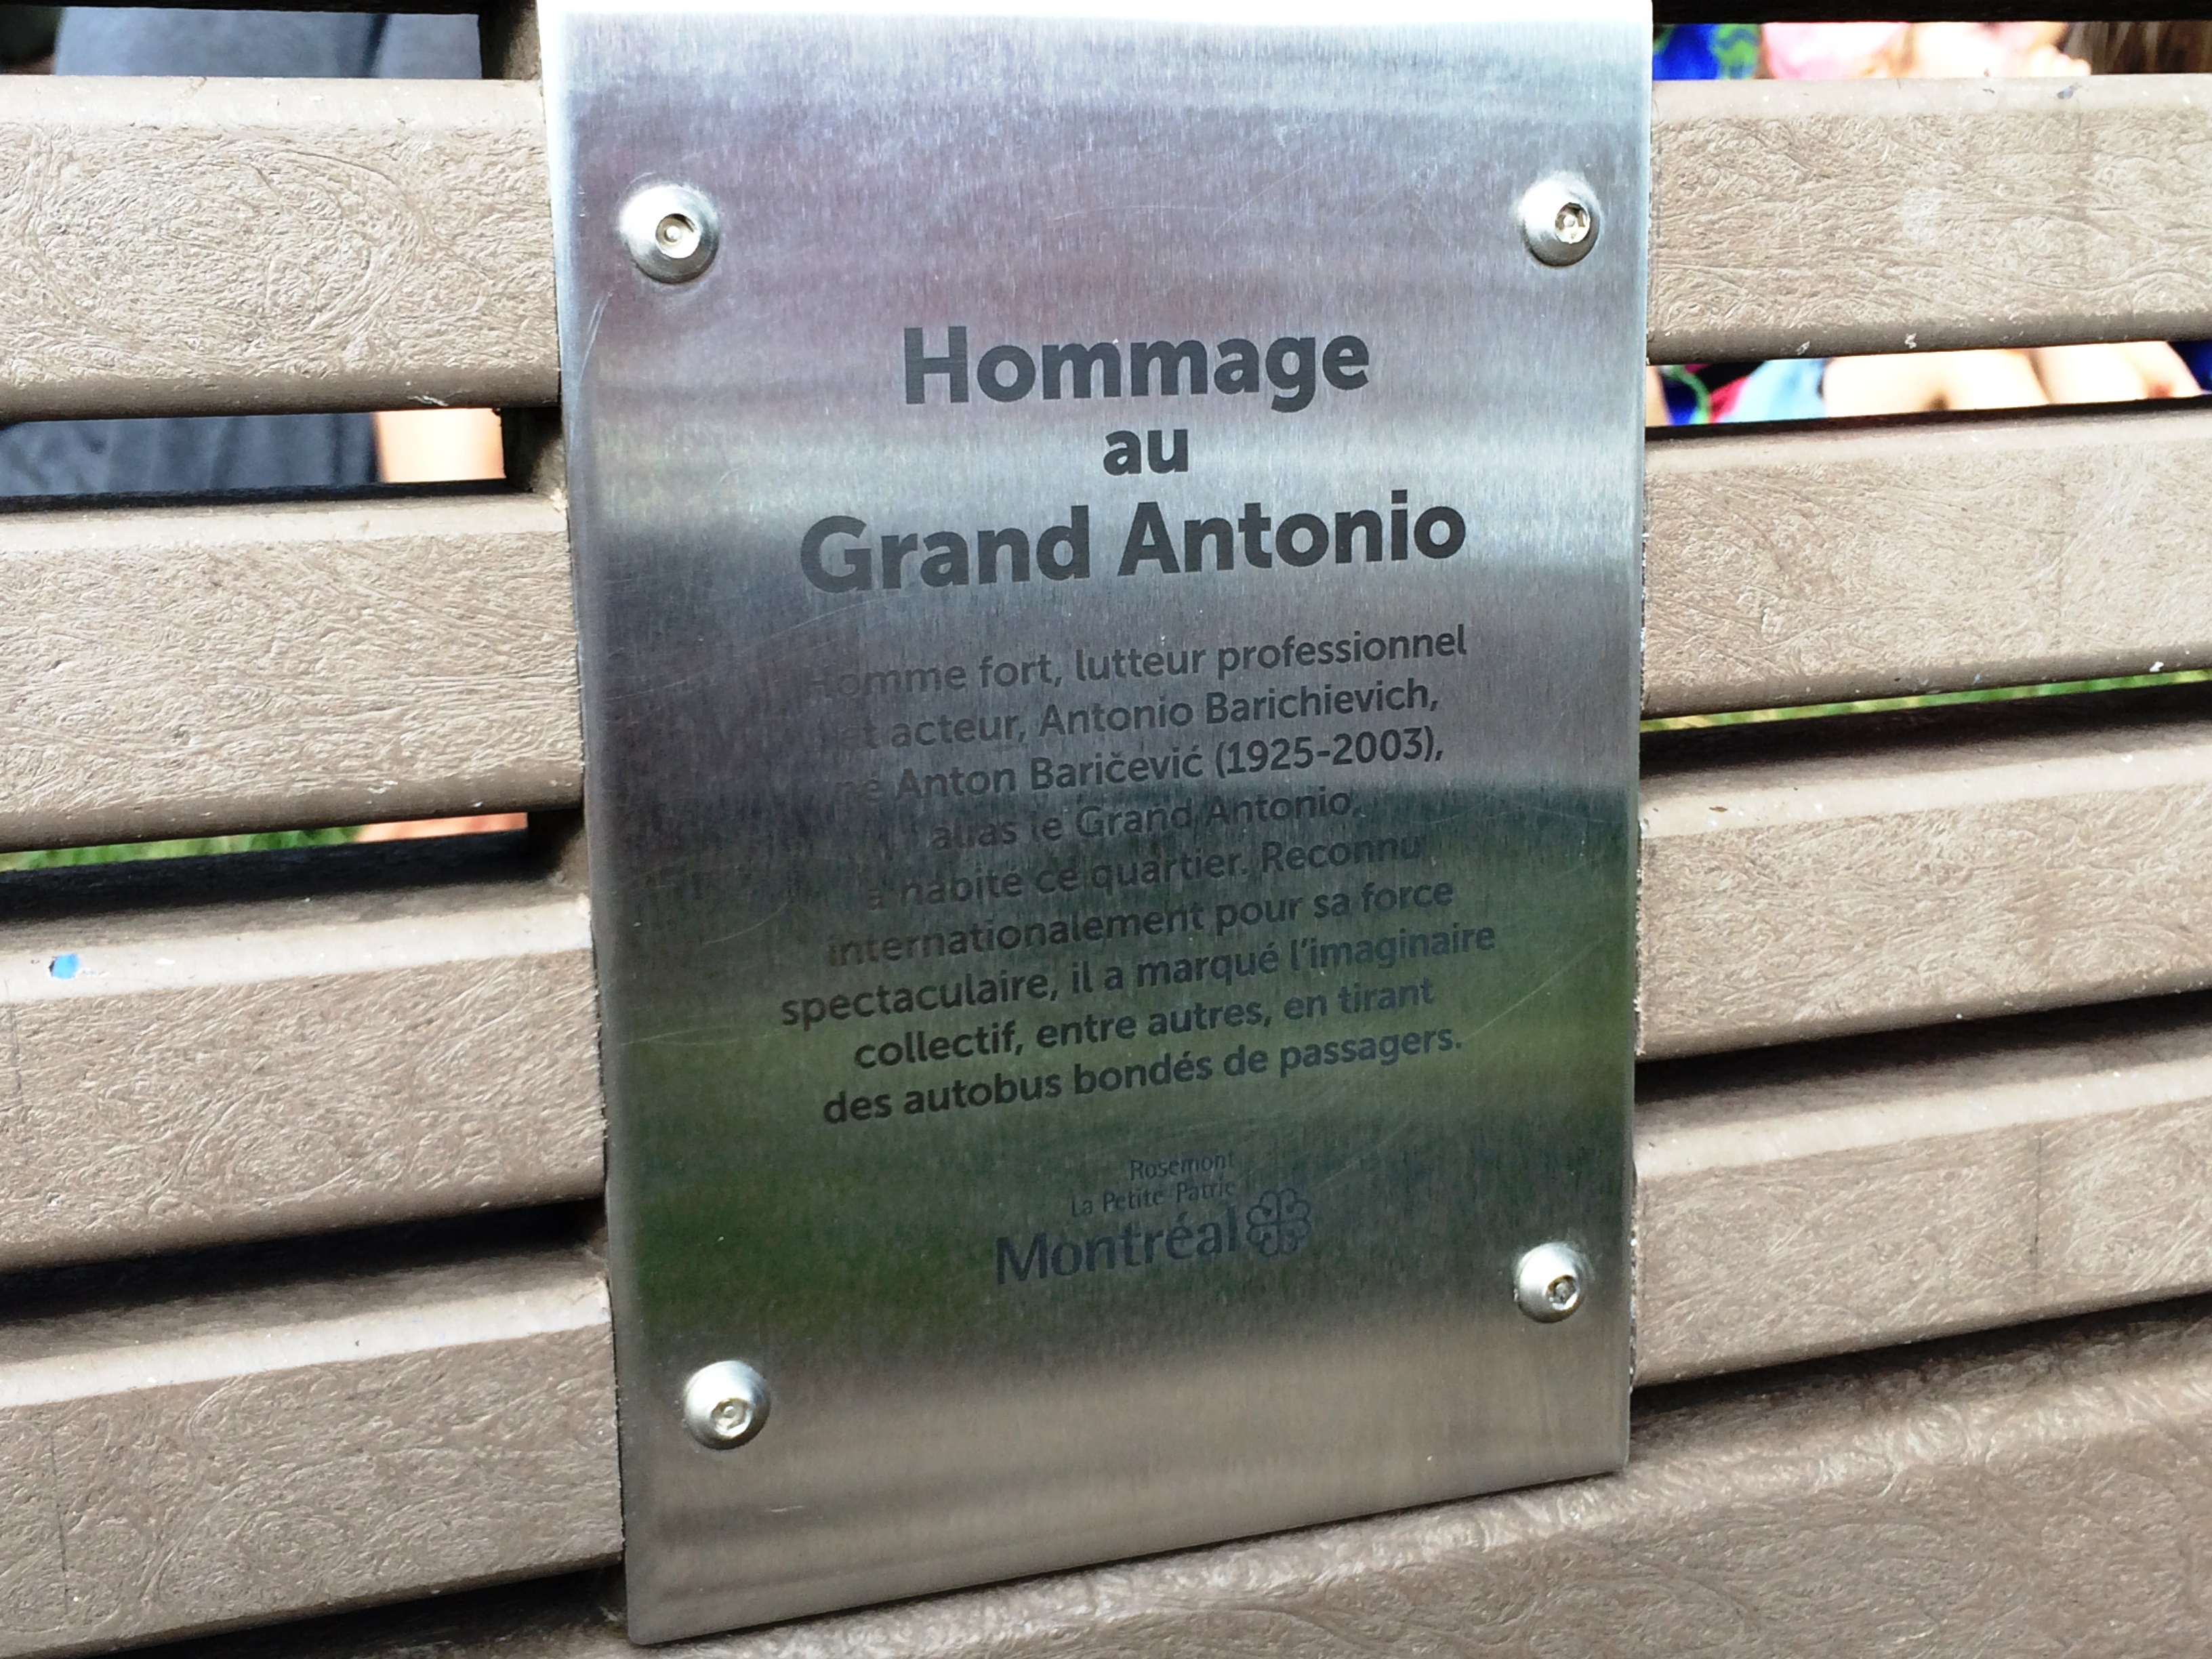 Hommage
au
Grand Antonio
Homme fort, lutteur professionnel
et acteur, Antonio Barichievich,
né Anton Baričević (1925-2003),
alias le Grand Antonio,
a habité ce quartier. Reconnu
internationalement pour sa force
spectaculaire, il a marqué l'imaginaire
collectif, entre autres, en tirant
des autobus bondés de passagers.
Rosemont
La Petite-Patrie
Montréal